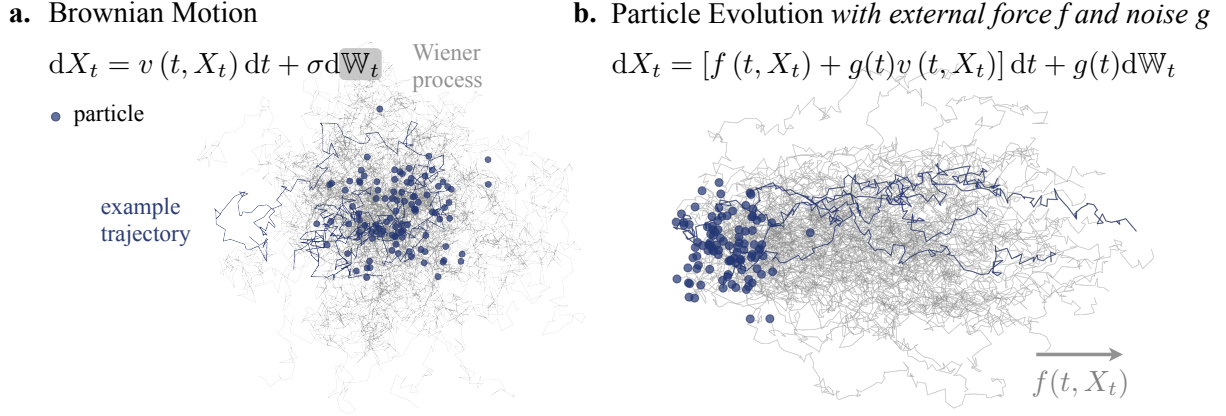 a. Brownian Motion
dX_t = v (t, X_t) dt + σd𝕎_t
Wiener
process
particle
example
trajectory
b. Particle Evolution with external force f and noise g
dX_t = [f (t, X_t) + g(t)v (t, X_t)] dt + g(t)d𝕎_t
f(t, X_t)